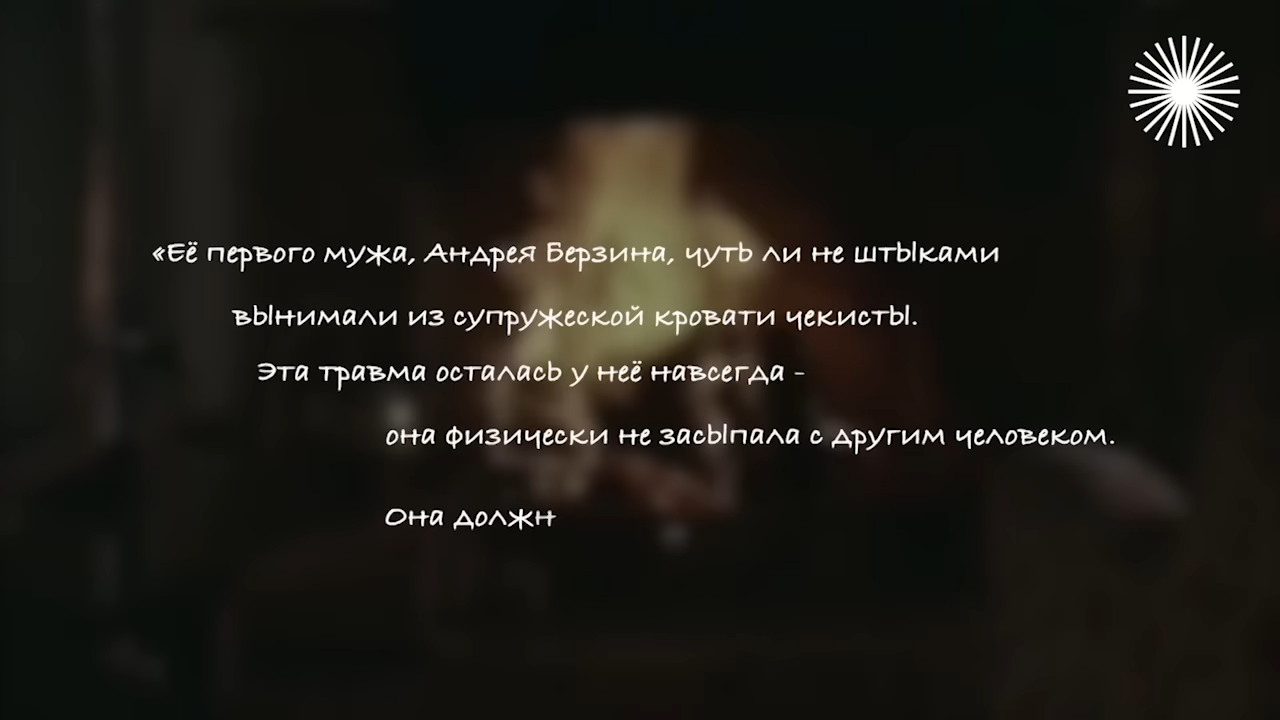 «Её первого мужа, Андрея Берзина, чуть ли не штыками
вынимали из супружеской кровати чекисты.
Эта травма осталась у неё навсегда -
она физически не засыпала с другим человеком.
Она должн